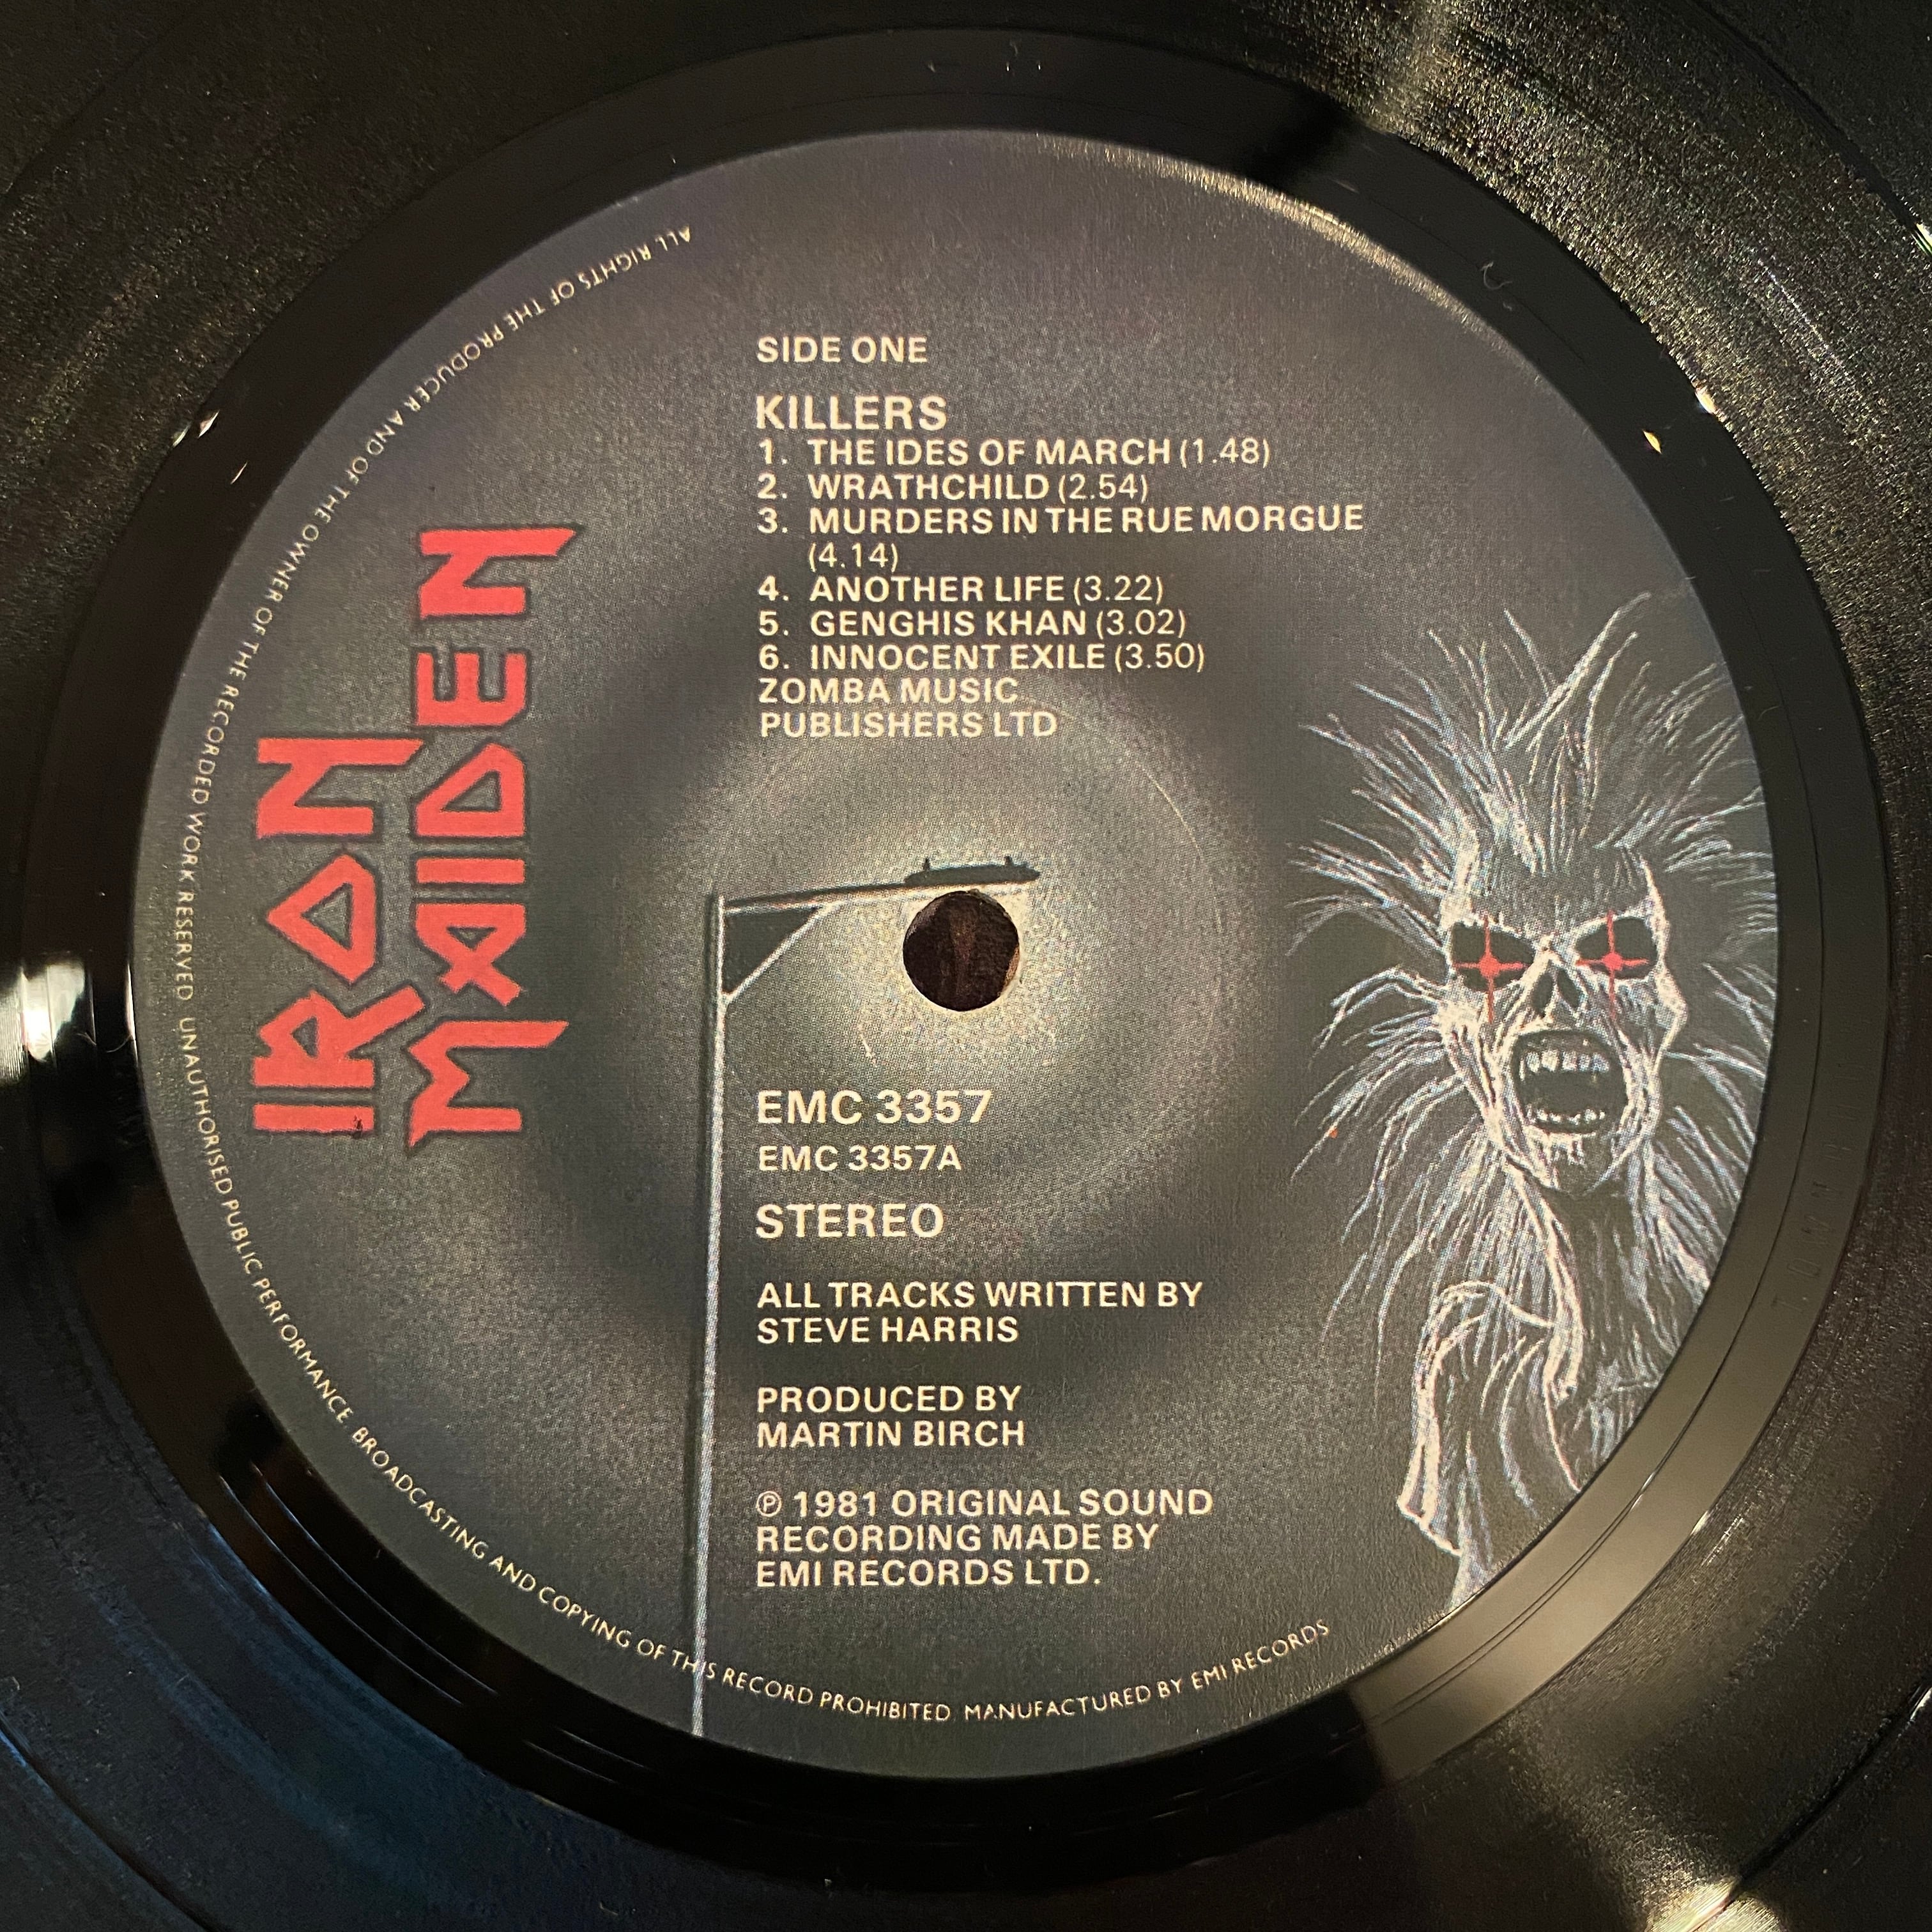 SIDE ONE
KILLERS
1. THE IDES OF MARCH (1.48)
2. WRATHCHILD (2.54)
3. MURDERS IN THE RUE MORGUE
(4.14)
4. ANOTHER LIFE (3.22)
5. GENGHIS KHAN (3.02)
6. INNOCENT EXILE (3.50)
ZOMBA MUSIC
PUBLISHERS LTD
IRON
MAIDEN
EMC 3357
EMC 3357A
STEREO
ALL TRACKS WRITTEN BY
STEVE HARRIS
PRODUCED BY
MARTIN BIRCH
℗ 1981 ORIGINAL SOUND
RECORDING MADE BY
EMI RECORDS LTD.
ALL RIGHTS OF THE PRODUCER AND OF THE OWNER OF THE RECORDED WORK RESERVED UNAUTHORISED PUBLIC PERFORMANCE BROADCASTING AND COPYING OF THIS RECORD PROHIBITED MANUFACTURED BY EMI RECORDS